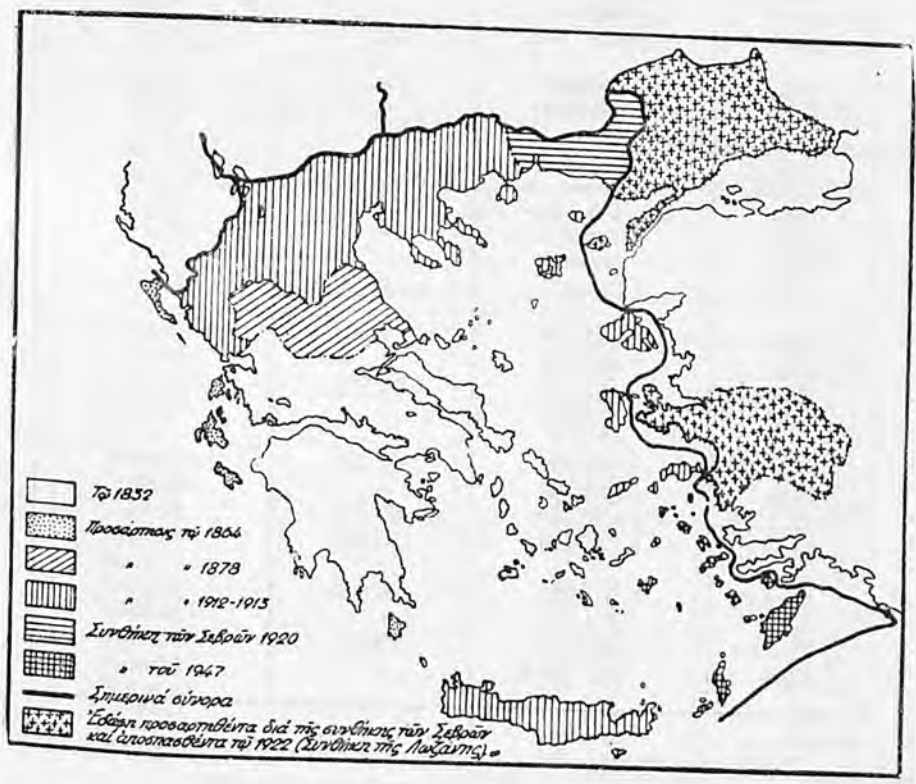 Τῷ 1832
Προσάρτησις τῷ 1864
" " 1878
" " 1912-1913
Συνθήκη τῶν Σεβρῶν 1920
" τοῦ 1947
Σημερινὰ σύνορα
Ἐδάφη προσαρτηθέντα διὰ τῆς συνθήκης τῶν Σεβρῶν
καὶ ἀποσπασθέντα τῷ 1922 (Συνθήκη τῆς Λωζάνης).